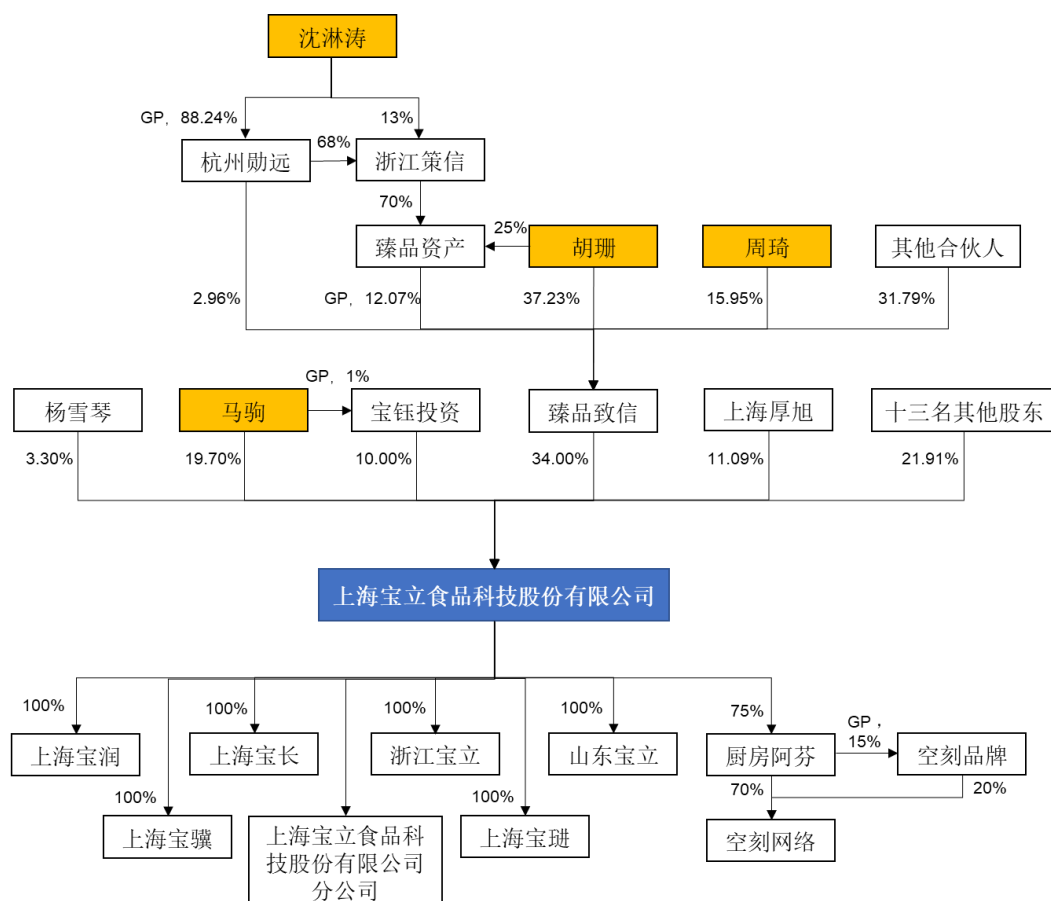 沈淋涛
GP，88.24%
13%
杭州勋远
68%
浙江策信
70%
臻品资产
25%
胡珊
周琦
其他合伙人
2.96%
GP，12.07%
37.23%
15.95%
31.79%
GP，1%
杨雪琴
马驹
宝钰投资
臻品致信
上海厚旭
十三名其他股东
3.30%
19.70%
10.00%
34.00%
11.09%
21.91%
上海宝立食品科技股份有限公司
100%
100%
100%
100%
75%
GP，
15%
上海宝润
上海宝长
浙江宝立
山东宝立
厨房阿芬
空刻品牌
100%
100%
70%
20%
上海宝骥
上海宝立食品科
技股份有限公司
分公司
上海宝琎
空刻网络